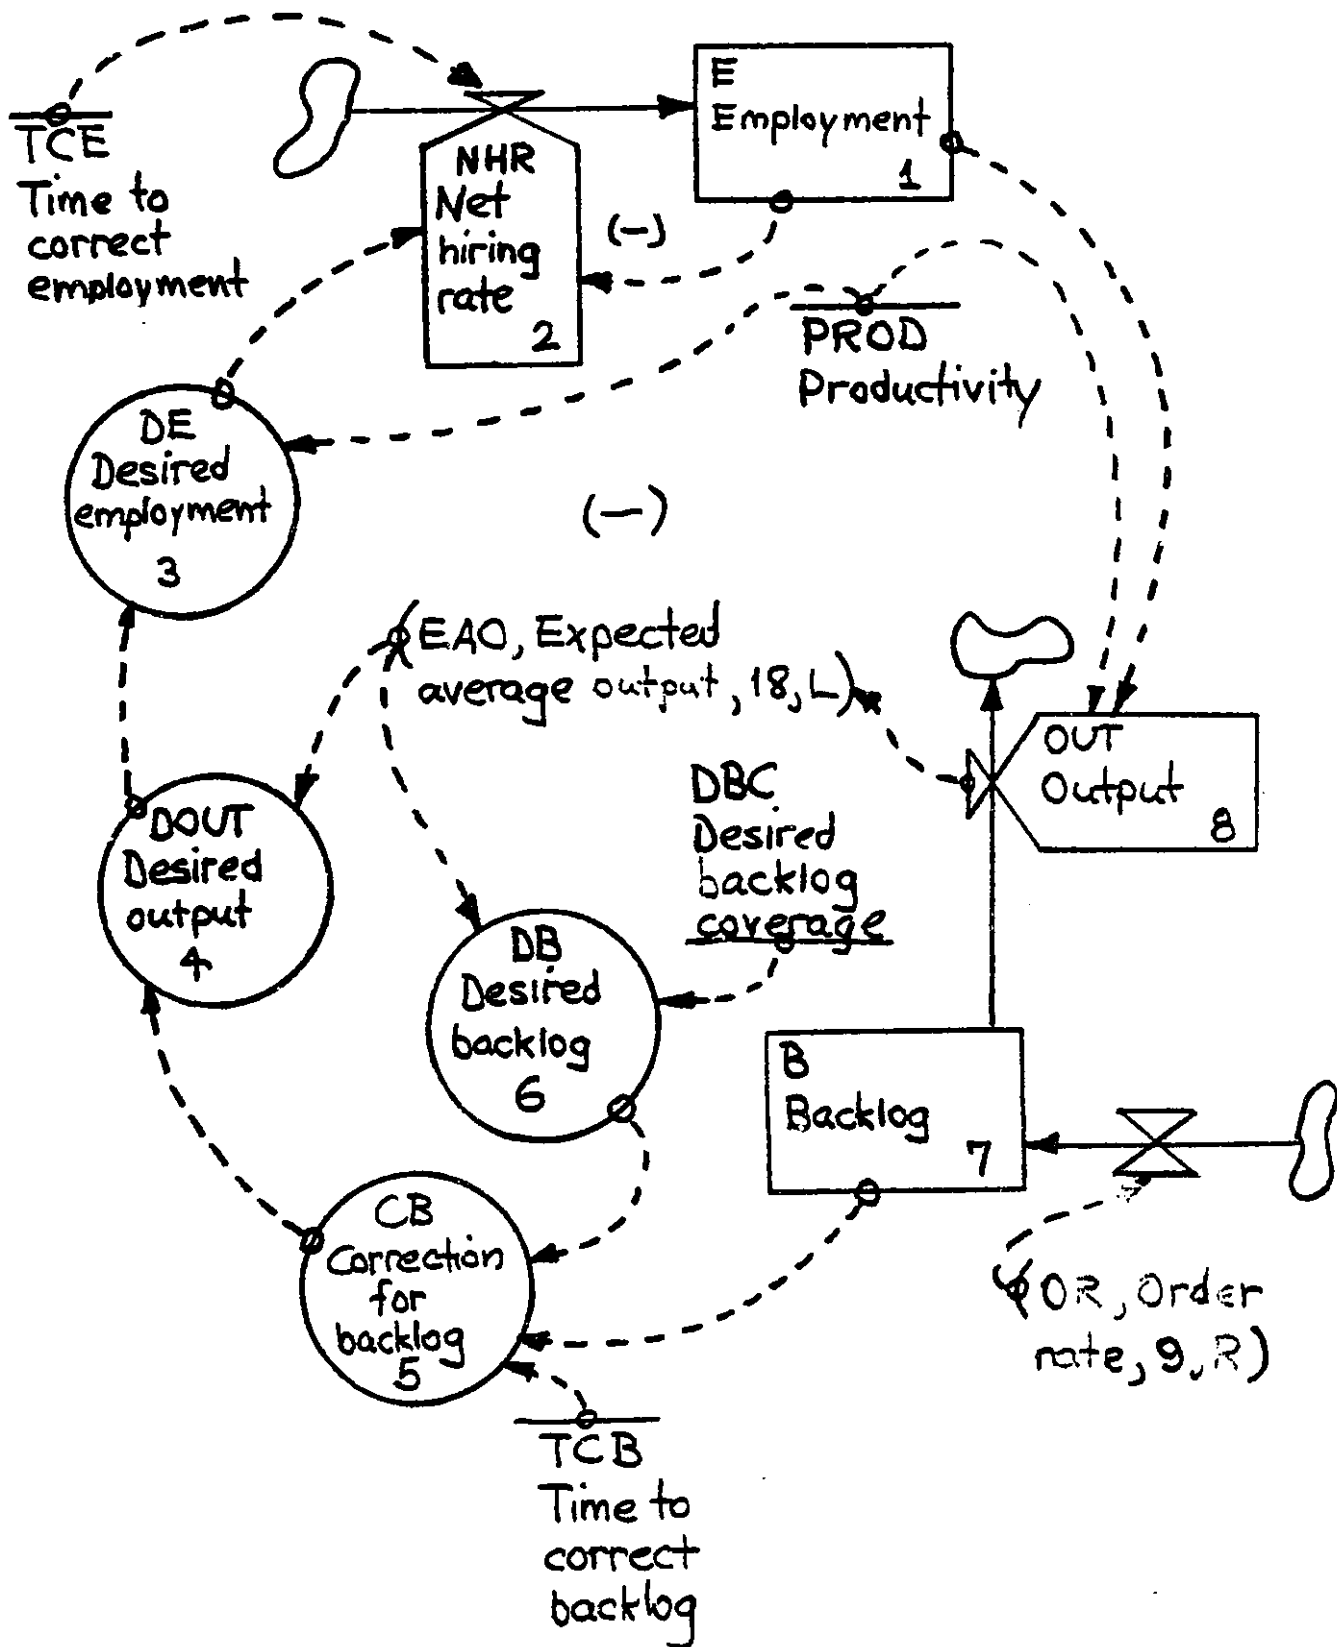 TCE
Time to
correct
employment
NHR
Net
hiring
rate
2
(-)
E
Employment
1
PROD
Productivity
DE
Desired
employment
3
(-)
(EAO, Expected
average output, 18, L)
OUT
Output
8
DOUT
Desired
output
4
DBC
Desired
backlog
coverage
DB
Desired
backlog
6
B
Backlog
7
CB
Correction
for
backlog
5
(OR, Order
rate, 9, R)
TCB
Time to
correct
backlog